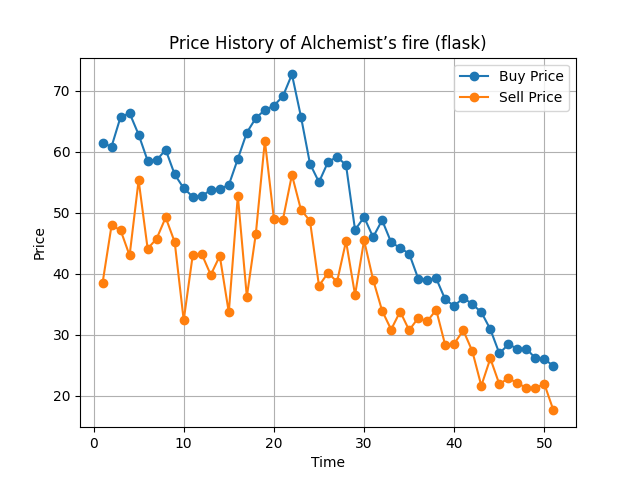 Price History of Alchemist’s fire (flask)
Buy Price
Sell Price
70
60
50
40
30
20
Price
0 10 20 30 40 50
Time